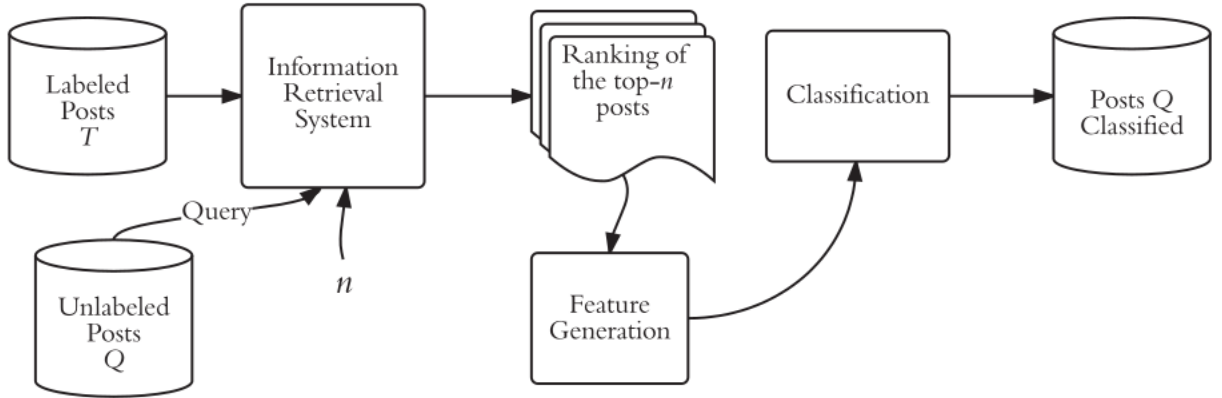 Labeled
Posts
T
Information
Retrieval
System
Ranking of
the top-n
posts
Classification
Posts Q
Classified
Query
n
Unlabeled
Posts
Q
Feature
Generation